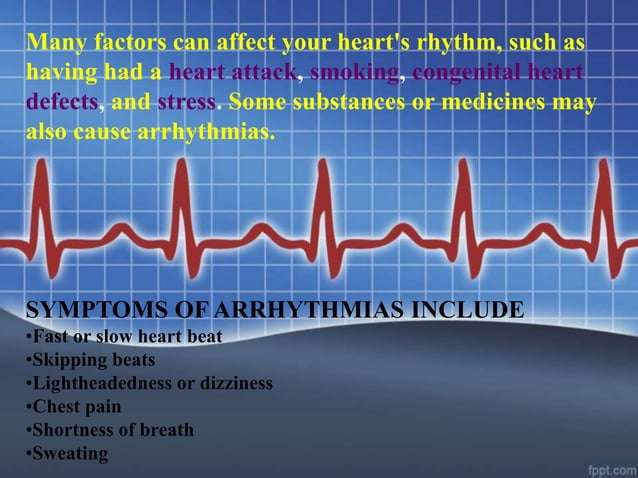 Many factors can affect your heart's rhythm, such as
having had a heart attack, smoking, congenital heart
defects, and stress. Some substances or medicines may
also cause arrhythmias.
SYMPTOMS OF ARRHYTHMIAS INCLUDE
•Fast or slow heart beat
•Skipping beats
•Lightheadedness or dizziness
•Chest pain
•Shortness of breath
•Sweating
fppt.com